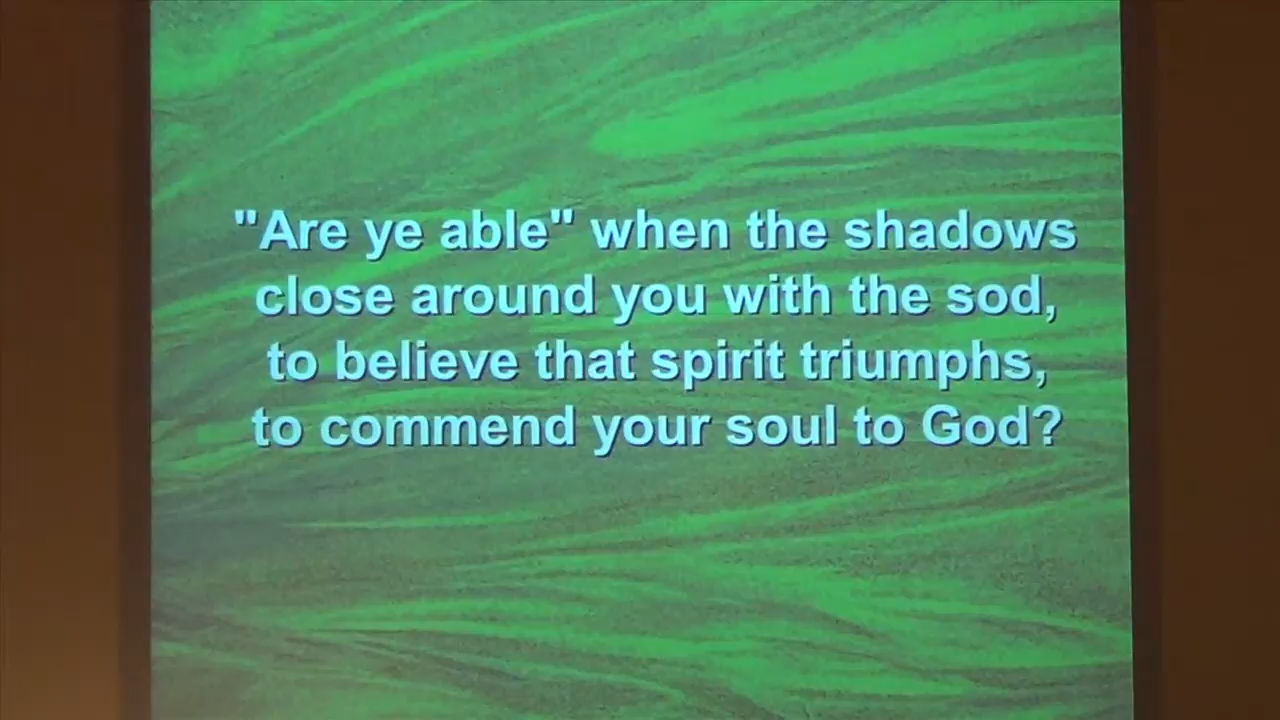 "Are ye able" when the shadows
close around you with the sod,
to believe that spirit triumphs,
to commend your soul to God?